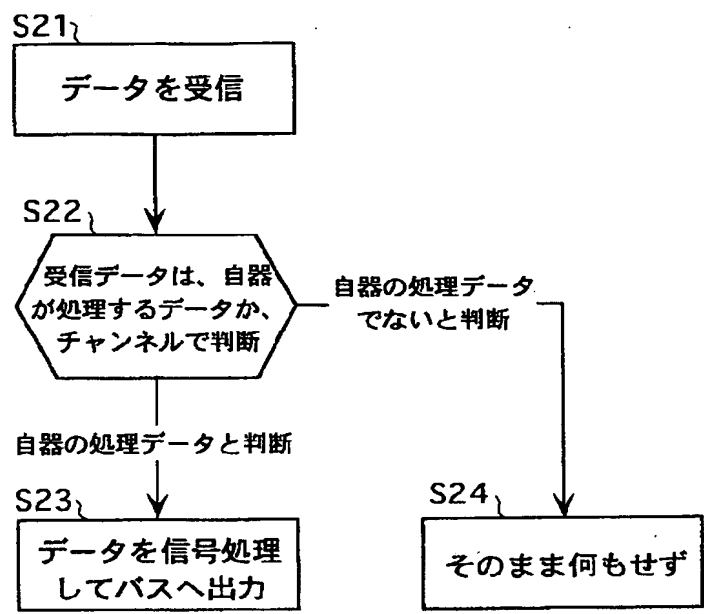 S21
データを受信
S22
受信データは、自器
が処理するデータか、
チャンネルで判断
自器の処理データ
でないと判断
自器の処理データと判断
S23
データを信号処理
してバスへ出力
S24
そのまま何もせず